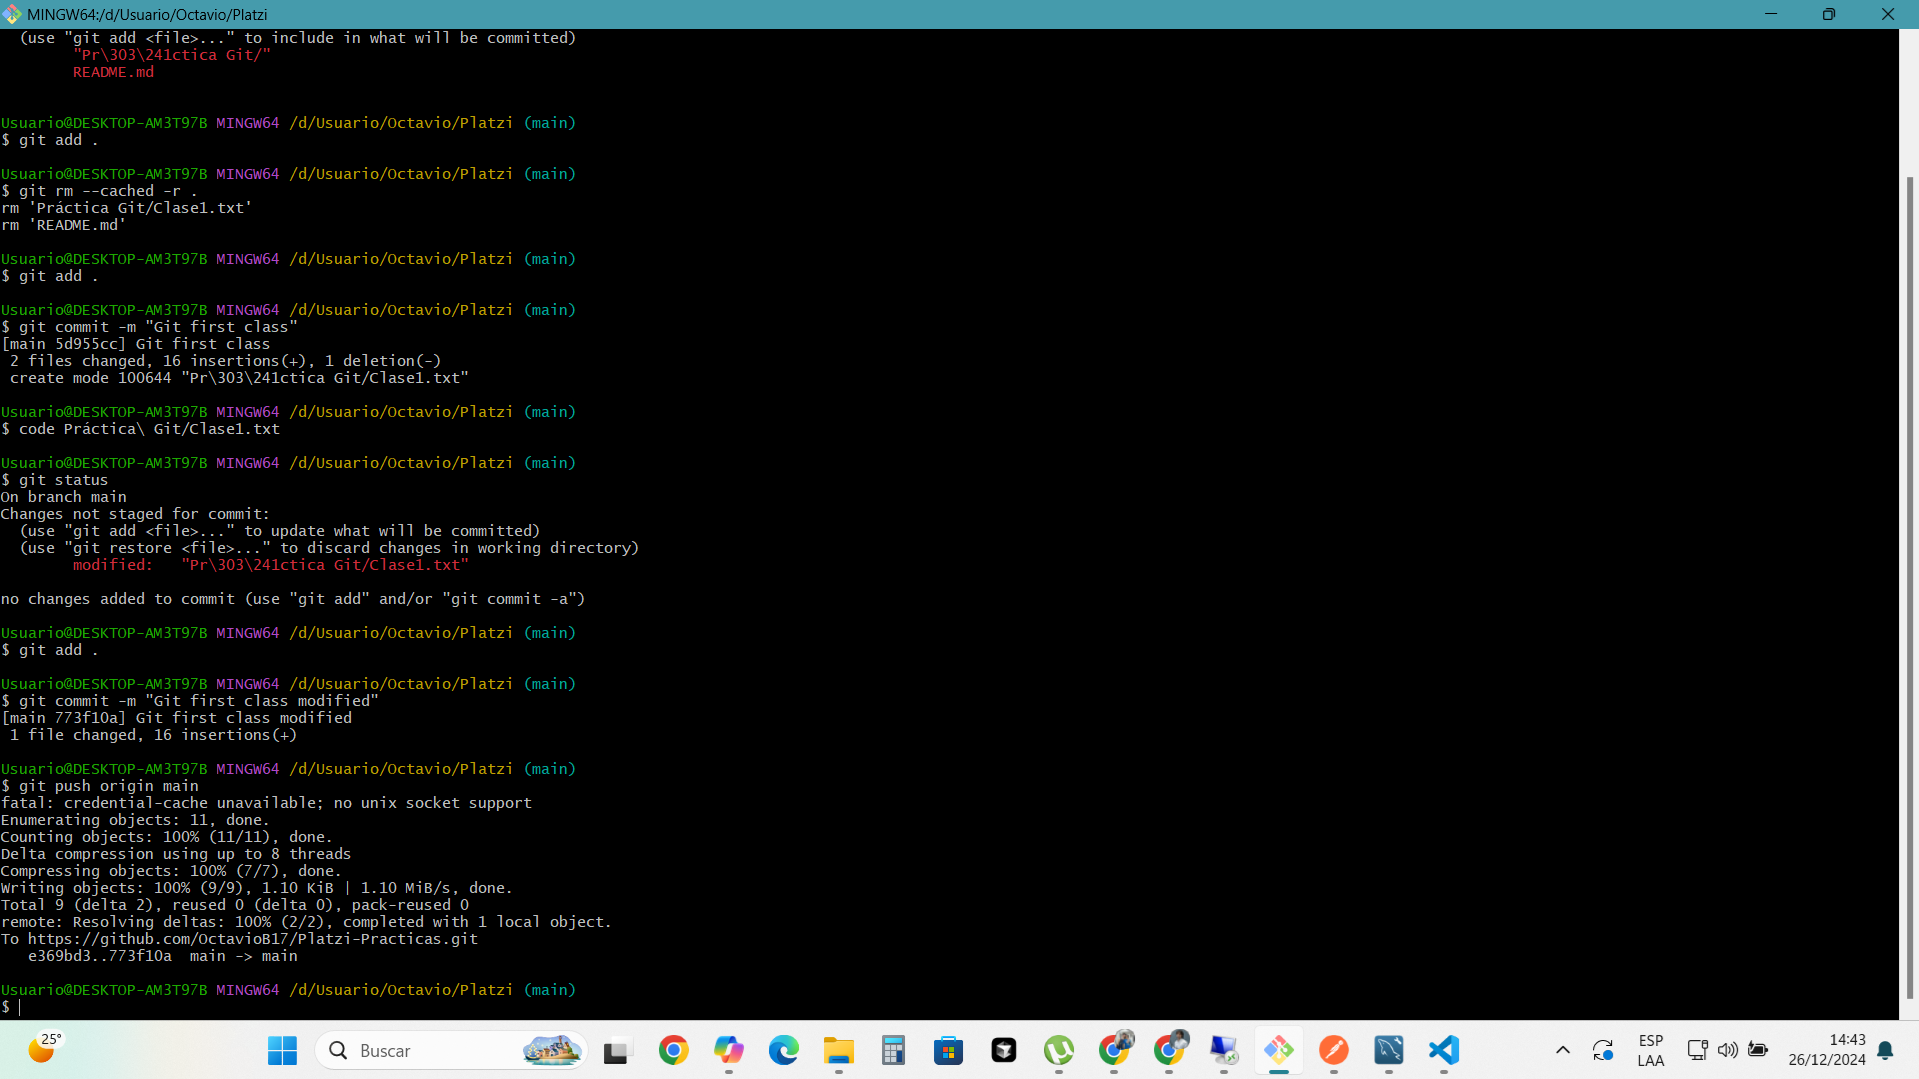 MINGW64:/d/Usuario/Octavio/Platzi
(use "git add <file>..." to include in what will be committed)
"Pr\303\241ctica Git/"
README.md
Usuario@DESKTOP-AM3T97B MINGW64 /d/Usuario/Octavio/Platzi (main)
$ git add .
Usuario@DESKTOP-AM3T97B MINGW64 /d/Usuario/Octavio/Platzi (main)
$ git rm --cached -r .
rm 'Práctica Git/Clase1.txt'
rm 'README.md'
Usuario@DESKTOP-AM3T97B MINGW64 /d/Usuario/Octavio/Platzi (main)
$ git add .
Usuario@DESKTOP-AM3T97B MINGW64 /d/Usuario/Octavio/Platzi (main)
$ git commit -m "Git first class"
[main 5d955cc] Git first class
2 files changed, 16 insertions(+), 1 deletion(-)
create mode 100644 "Pr\303\241ctica Git/Clase1.txt"
Usuario@DESKTOP-AM3T97B MINGW64 /d/Usuario/Octavio/Platzi (main)
$ code Práctica\ Git/Clase1.txt
Usuario@DESKTOP-AM3T97B MINGW64 /d/Usuario/Octavio/Platzi (main)
$ git status
On branch main
Changes not staged for commit:
(use "git add <file>..." to update what will be committed)
(use "git restore <file>..." to discard changes in working directory)
modified:   "Pr\303\241ctica Git/Clase1.txt"
no changes added to commit (use "git add" and/or "git commit -a")
Usuario@DESKTOP-AM3T97B MINGW64 /d/Usuario/Octavio/Platzi (main)
$ git add .
Usuario@DESKTOP-AM3T97B MINGW64 /d/Usuario/Octavio/Platzi (main)
$ git commit -m "Git first class modified"
[main 773f10a] Git first class modified
1 file changed, 16 insertions(+)
Usuario@DESKTOP-AM3T97B MINGW64 /d/Usuario/Octavio/Platzi (main)
$ git push origin main
fatal: credential-cache unavailable; no unix socket support
Enumerating objects: 11, done.
Counting objects: 100% (11/11), done.
Delta compression using up to 8 threads
Compressing objects: 100% (7/7), done.
Writing objects: 100% (9/9), 1.10 KiB | 1.10 MiB/s, done.
Total 9 (delta 2), reused 0 (delta 0), pack-reused 0
remote: Resolving deltas: 100% (2/2), completed with 1 local object.
To https://github.com/OctavioB17/Platzi-Practicas.git
e369bd3..773f10a  main -> main
Usuario@DESKTOP-AM3T97B MINGW64 /d/Usuario/Octavio/Platzi (main)
$
25°
Buscar
ESP
LAA
14:43
26/12/2024